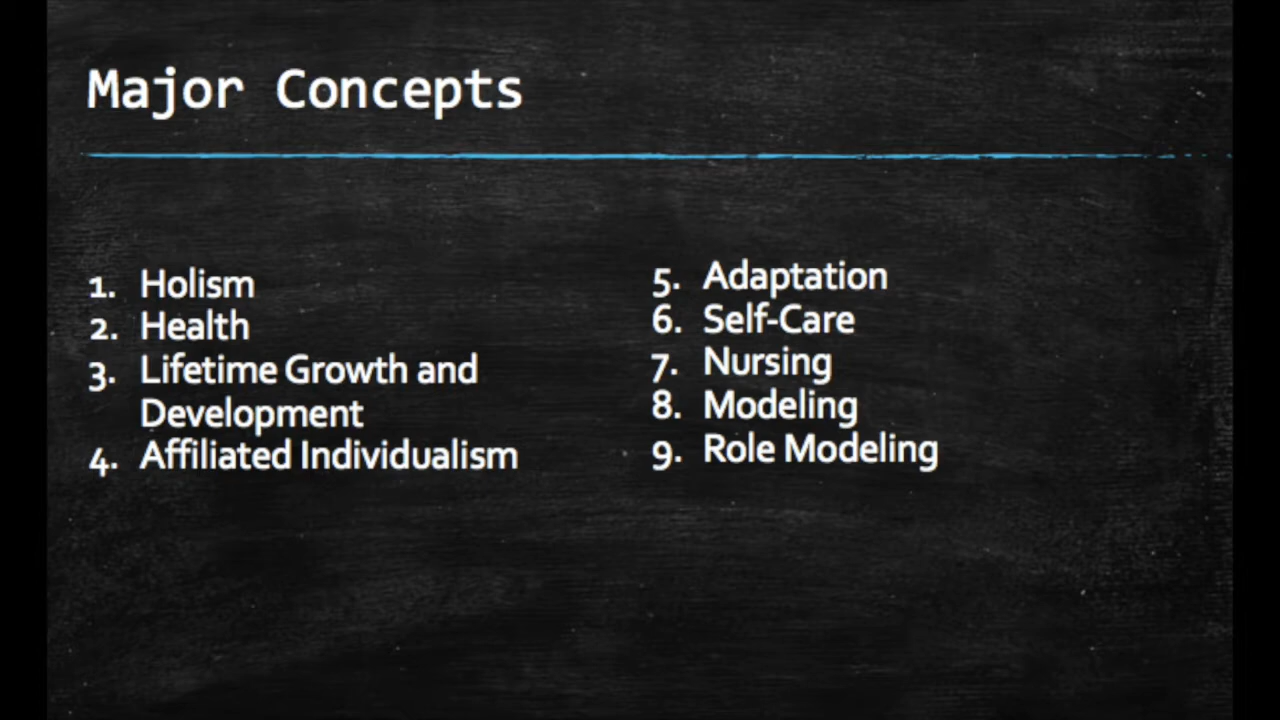 Major Concepts
1. Holism
2. Health
3. Lifetime Growth and
Development
4. Affiliated Individualism
5. Adaptation
6. Self-Care
7. Nursing
8. Modeling
9. Role Modeling